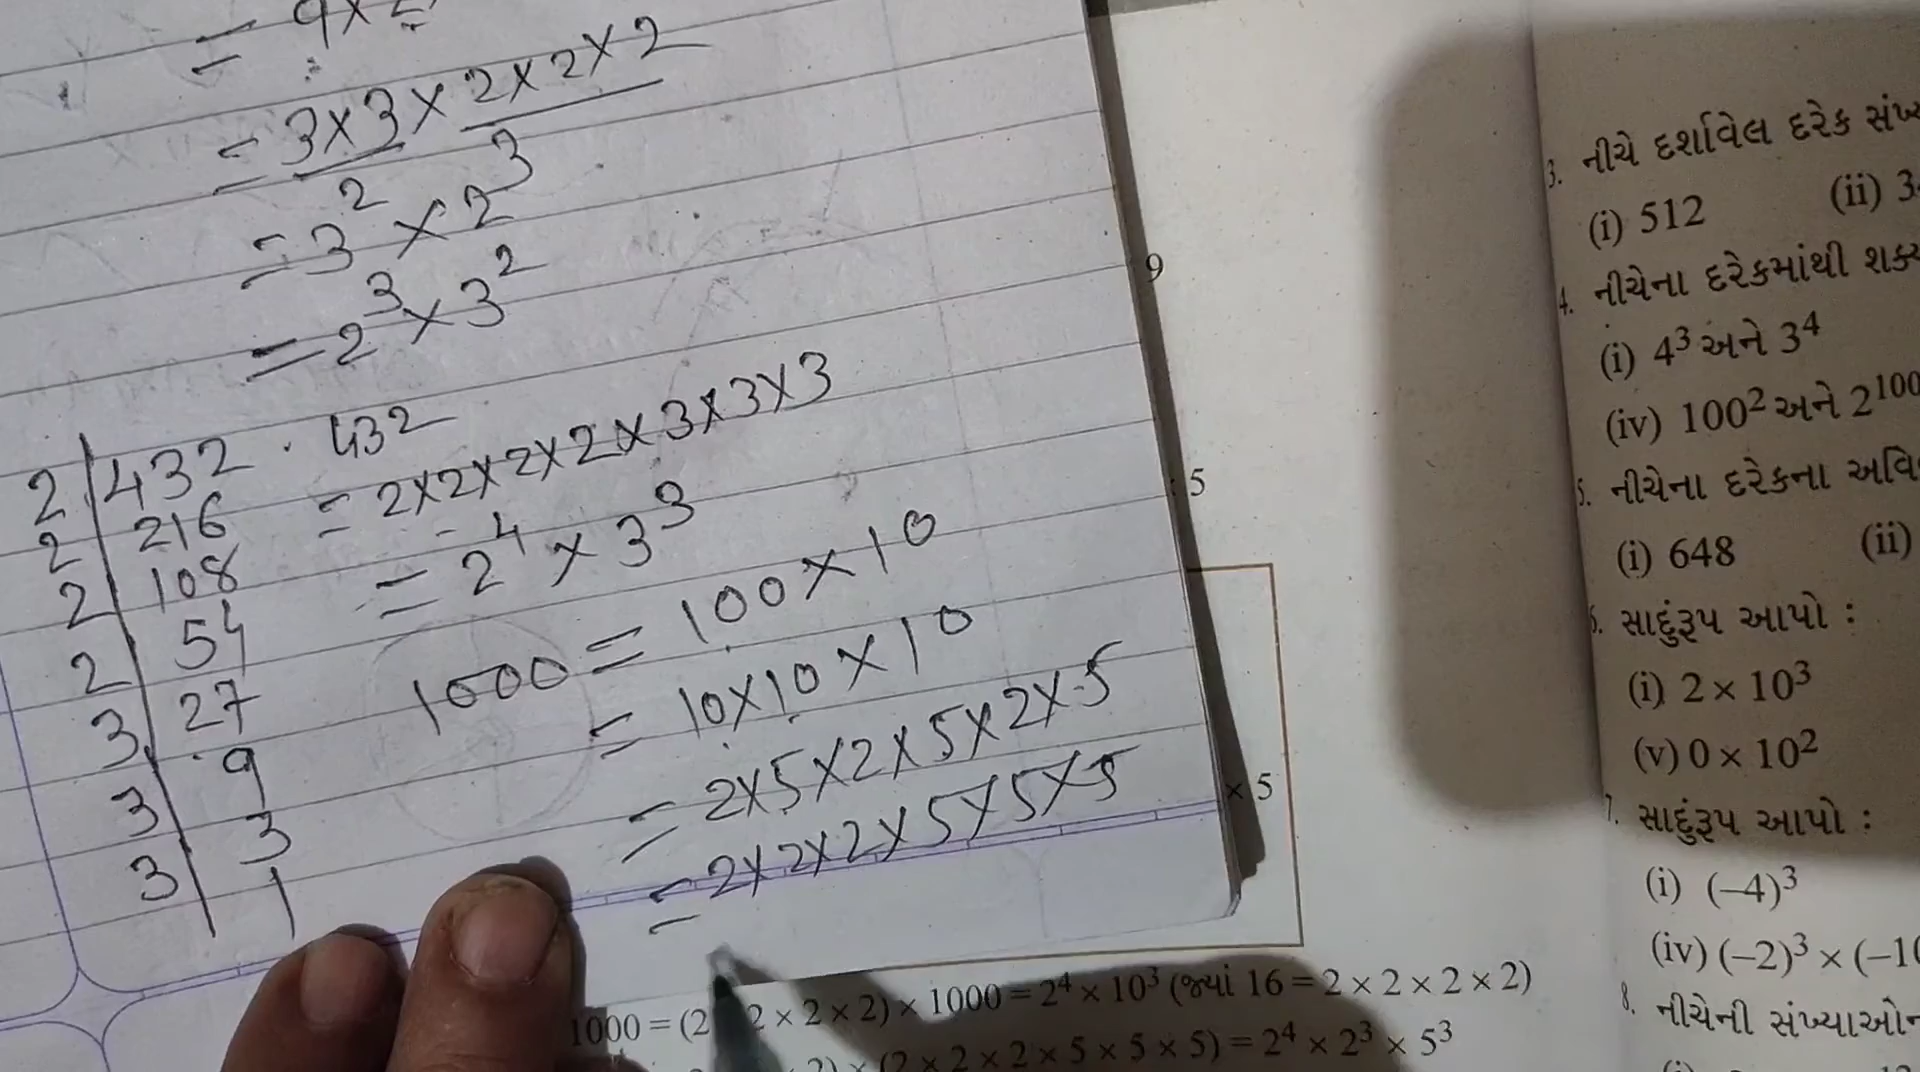 = 9×2
= 3×3×2×2×2
= 3² × 2³
= 2³ × 3²
2 | 432 . 432
2 | 216 = 2×2×2×2×3×3×3
2 | 108 = 2⁴ × 3³
2 | 54
3 | 27
3 | 9
3 | 3
1
1000 = 100×10
= 10×10×10
= 2×5×2×5×2×5
= 2×2×2×5×5×5
9
5
× 5
1000 = (2 2 × 2 × 2) × 1000 = 2⁴ × 10³ (જ્યાં 16 = 2 × 2 × 2 × 2)
2) × (2 × 2 × 2 × 5 × 5 × 5) = 2⁴ × 2³ × 5³
3. નીચે દર્શાવેલ દરેક
(i) 512 (ii) 3
4. નીચેના દરેકમાંથી
(i) 4³ અને 3⁴
(iv) 100² અને 2¹⁰⁰
5. નીચેના દરેકના
(i) 648 (ii)
6. સાદુંરૂપ આપો :
(i) 2 × 10³
(v) 0 × 10²
7. સાદુંરૂપ આપો :
(i) (–4)³
(iv) (–2)³ × (–10
8. નીચેની